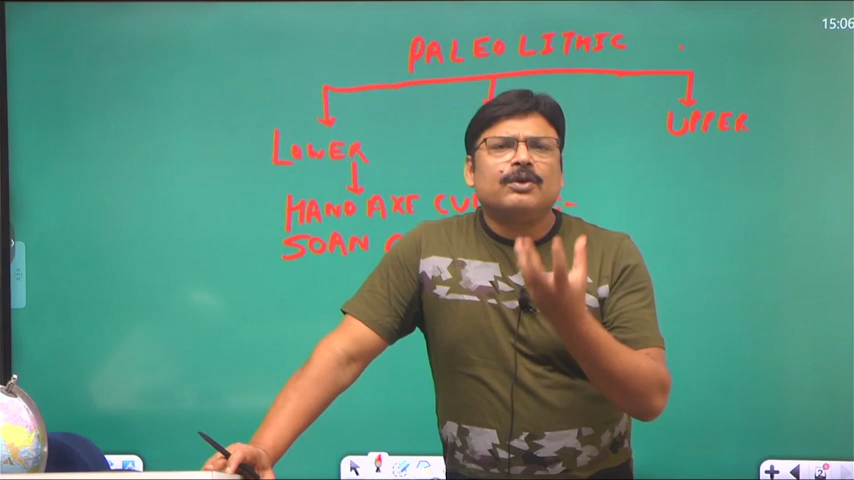 15:06
PALEOLITHIC
LOWER
UPPER
HAND AXE
SOAN